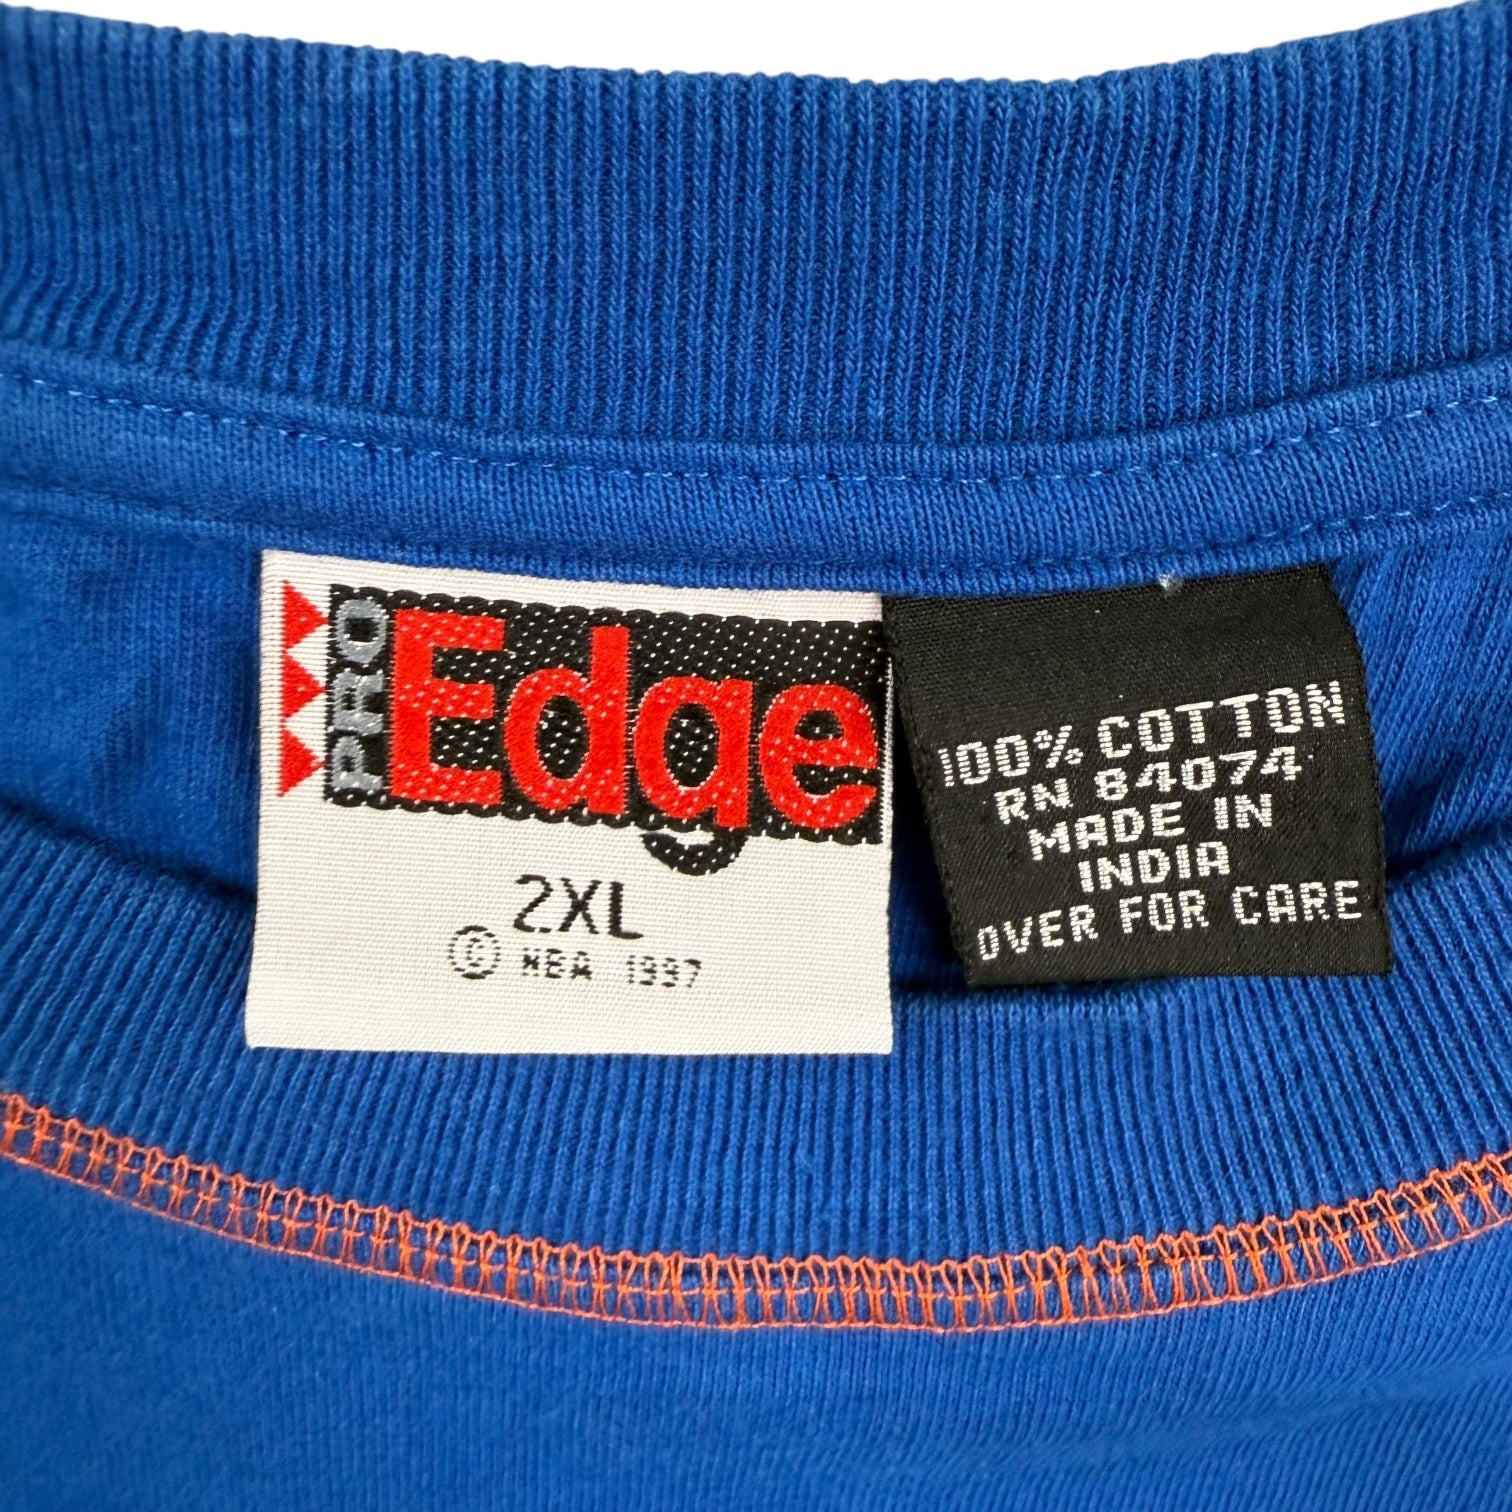 PRO Edge
2XL
© NBA 1997
100% COTTON
RN 84074
MADE IN
INDIA
OVER FOR CARE